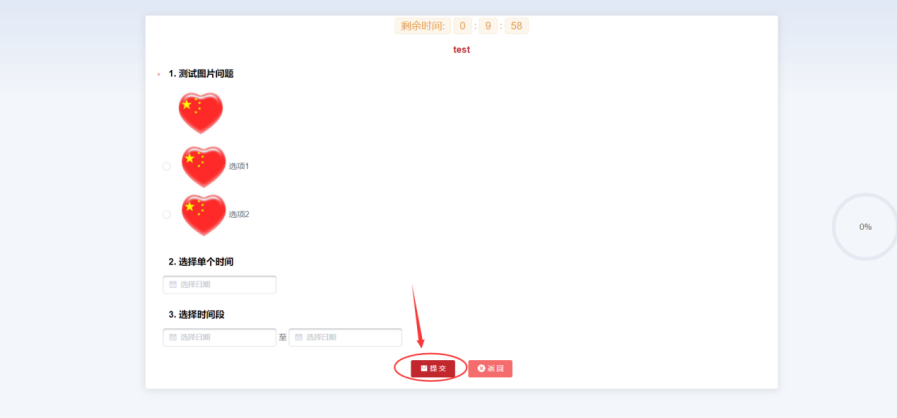 剩余时间: 0 : 9 : 58
test
* 1. 测试图片问题
选项1
选项2
0%
2. 选择单个时间
选择日期
3. 选择时间段
选择日期 至 选择日期
提交 返回